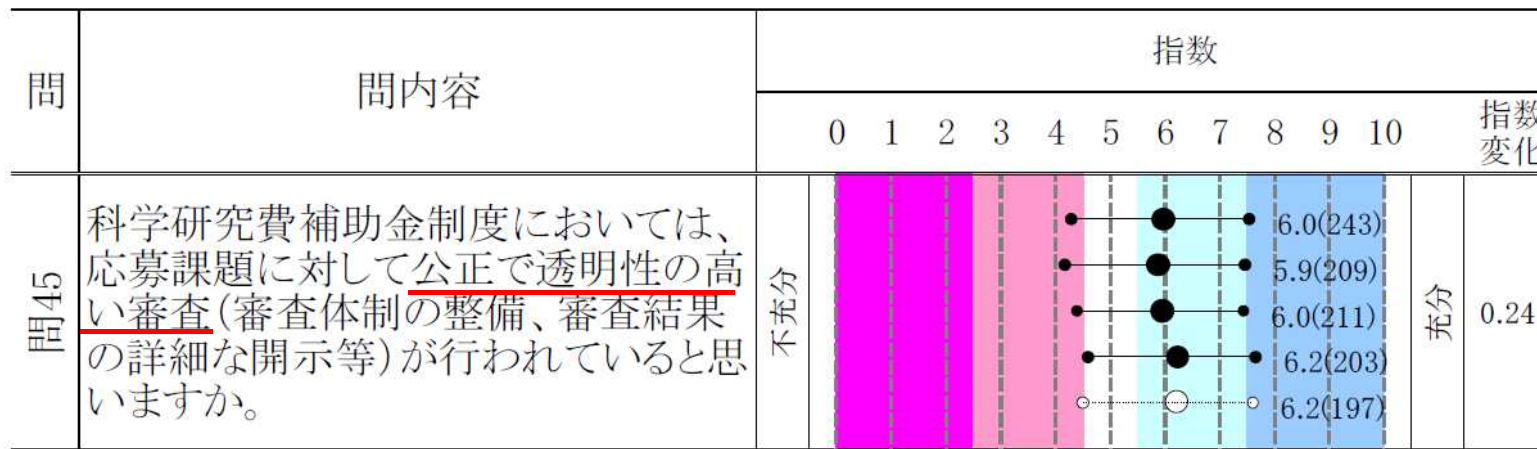 問
問内容
指数
0 1 2 3 4 5 6 7 8 9 10
指数
変化
問45
科学研究費補助金制度においては、
応募課題に対して公正で透明性の高
い審査(審査体制の整備、審査結果
の詳細な開示等)が行われていると思
いますか。
不充分
6.0(243)
5.9(209)
6.0(211)
6.2(203)
6.2(197)
充分
0.24